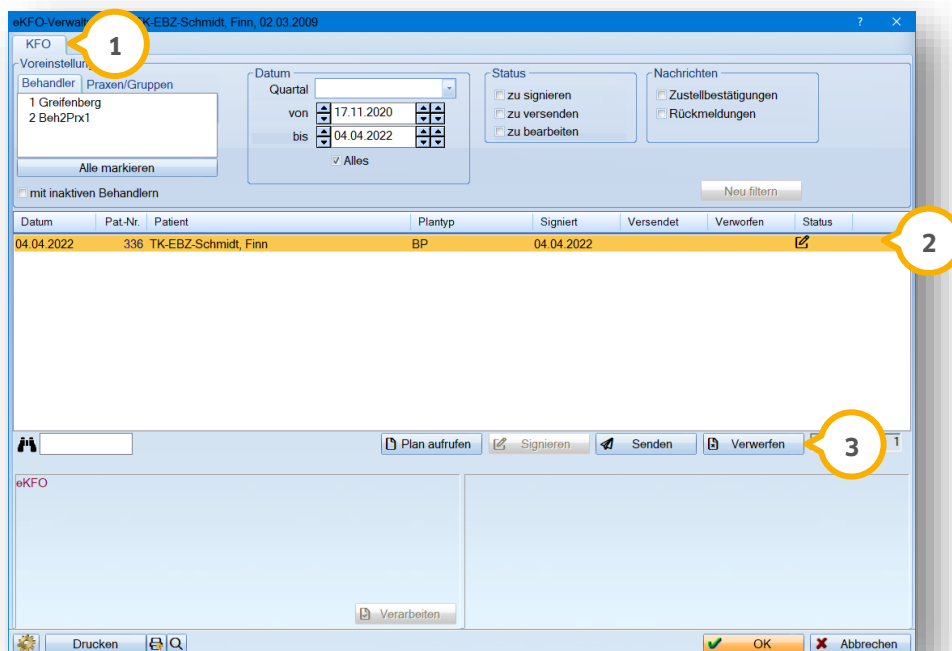 eKFO-Verwalt TK-EBZ-Schmidt, Finn, 02.03.2009 ?
KFO
1
Voreinstellung
Behandler Praxen/Gruppen
1 Greifenberg
2 Beh2Prx1
Alle markieren
mit inaktiven Behandlern
Datum
Quartal
von 17.11.2020
bis 04.04.2022
Alles
Status
zu signieren
zu versenden
zu bearbeiten
Nachrichten
Zustellbestätigungen
Rückmeldungen
Neu filtern
Datum Pat.-Nr. Patient Plantyp Signiert Versendet Verworfen Status
04.04.2022 336 TK-EBZ-Schmidt, Finn BP 04.04.2022
2
Plan aufrufen Signieren Senden Verwerfen 1
3
eKFO
Verarbeiten
Drucken OK Abbrechen